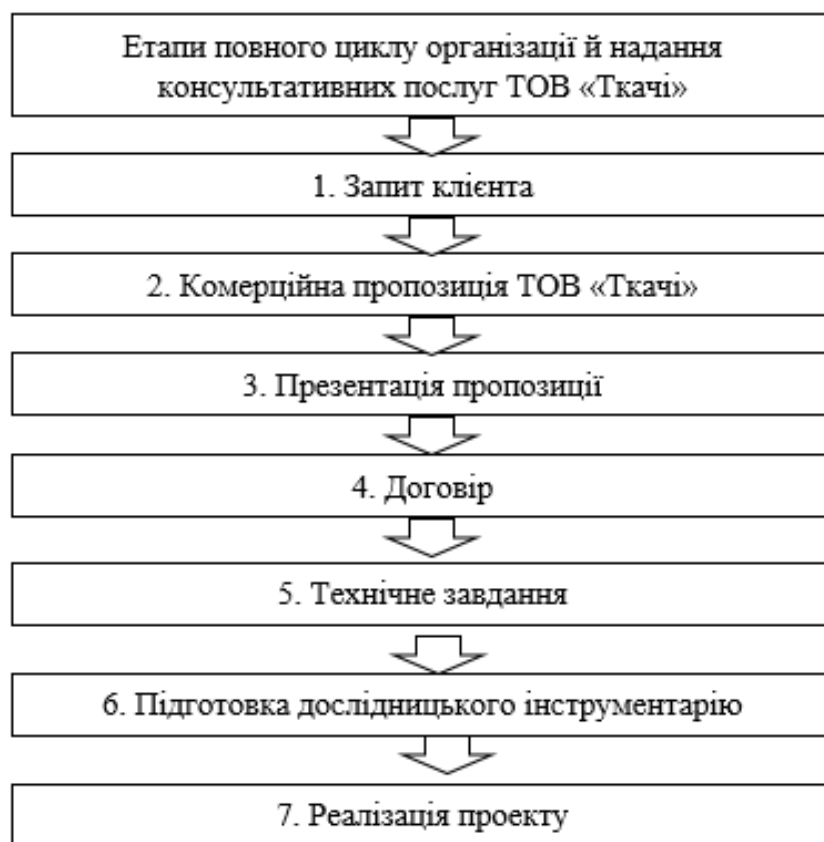 Етапи повного циклу організації й надання
консультативних послуг ТОВ «Ткачі»
1. Запит клієнта
2. Комерційна пропозиція ТОВ «Ткачі»
3. Презентація пропозиції
4. Договір
5. Технічне завдання
6. Підготовка дослідницького інструментарію
7. Реалізація проекту